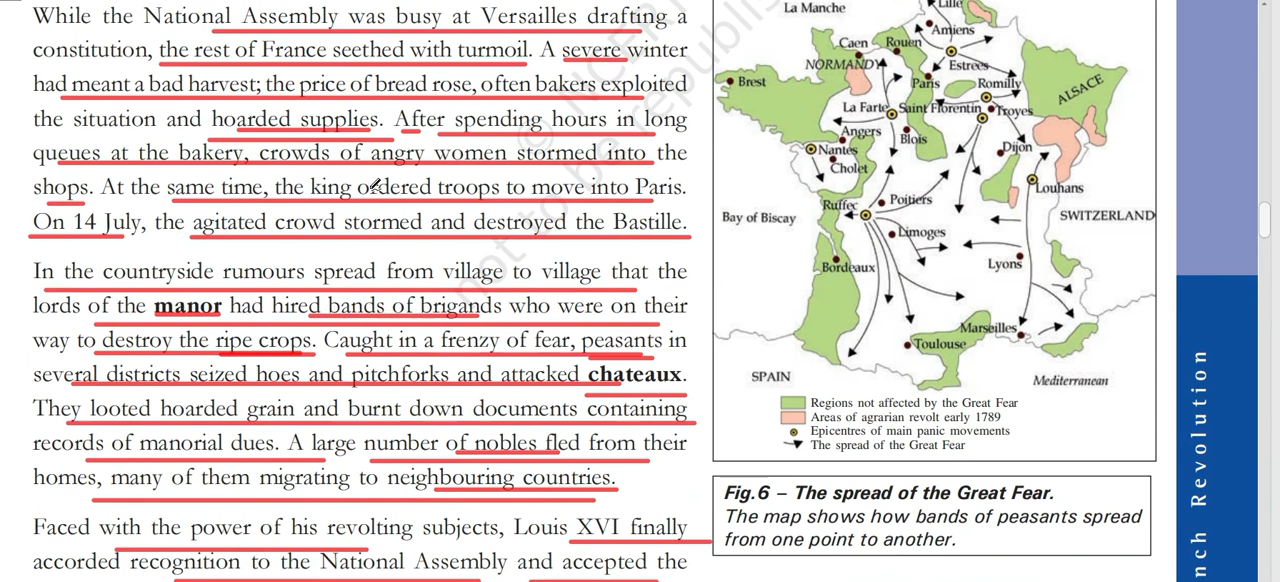 While the National Assembly was busy at Versailles drafting a
constitution, the rest of France seethed with turmoil. A severe winter
had meant a bad harvest; the price of bread rose, often bakers exploited
the situation and hoarded supplies. After spending hours in long
queues at the bakery, crowds of angry women stormed into the
shops. At the same time, the king ordered troops to move into Paris.
On 14 July, the agitated crowd stormed and destroyed the Bastille.
In the countryside rumours spread from village to village that the
lords of the manor had hired bands of brigands who were on their
way to destroy the ripe crops. Caught in a frenzy of fear, peasants in
several districts seized hoes and pitchforks and attacked chateaux.
They looted hoarded grain and burnt down documents containing
records of manorial dues. A large number of nobles fled from their
homes, many of them migrating to neighbouring countries.
Faced with the power of his revolting subjects, Louis XVI finally
accorded recognition to the National Assembly and accepted the
La Manche
Lille
Amiens
Caen
Rouen
Estrees
NORMANDY
Paris
Romilly
Brest
ALSACE
La Farte
Saint Florentin
Troyes
Angers
Blois
Nantes
Dijon
Cholet
Louhans
Ruffec
Poitiers
Bay of Biscay
SWITZERLAND
Limoges
Lyons
Bordeaux
Marseilles
Toulouse
SPAIN
Mediterranean
Regions not affected by the Great Fear
Areas of agrarian revolt early 1789
Epicentres of main panic movements
The spread of the Great Fear
Fig.6 – The spread of the Great Fear.
The map shows how bands of peasants spread
from one point to another.
nch Revolution
not to be republis